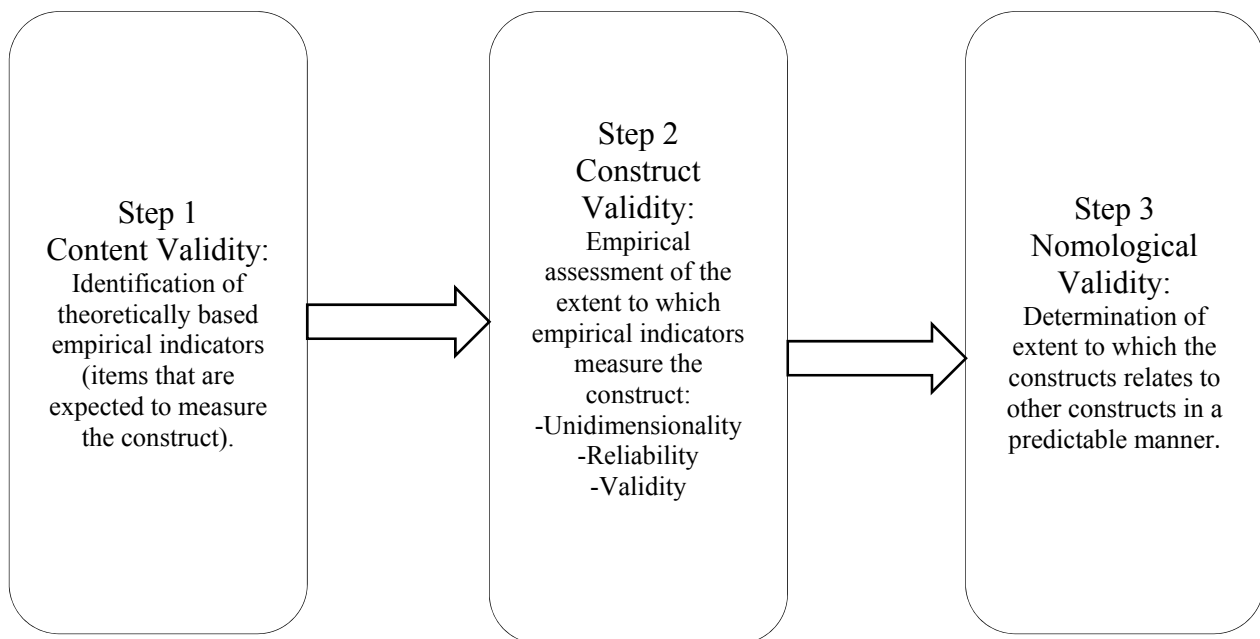 Step 1
Content Validity:
Identification of
theoretically based
empirical indicators
(items that are
expected to measure
the construct).
Step 2
Construct
Validity:
Empirical
assessment of the
extent to which
empirical indicators
measure the
construct:
-Unidimensionality
-Reliability
-Validity
Step 3
Nomological
Validity:
Determination of
extent to which the
constructs relates to
other constructs in a
predictable manner.